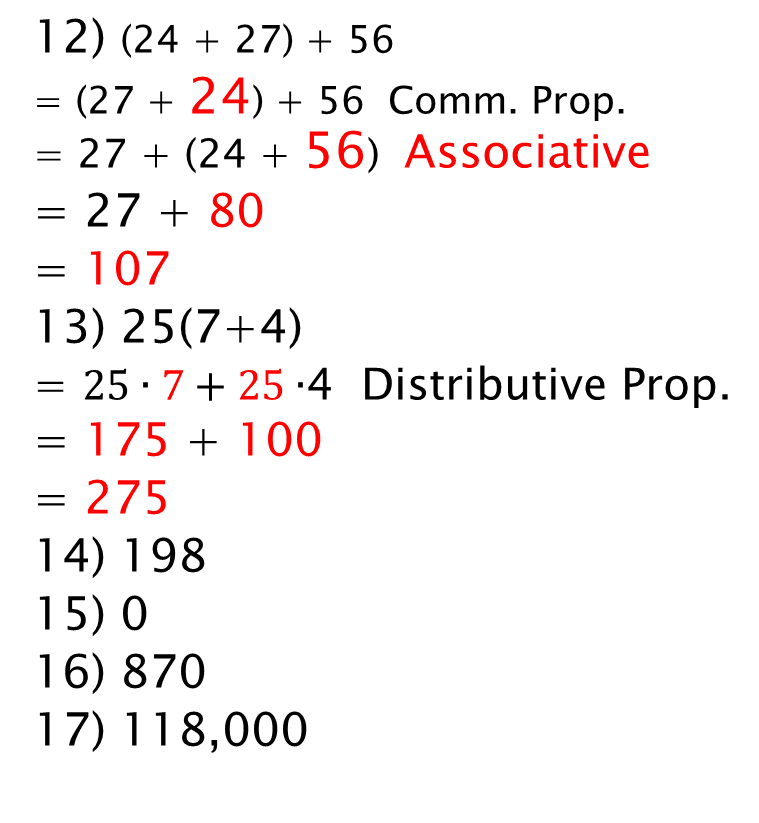 12) (24 + 27) + 56
= (27 + 24) + 56 Comm. Prop.
= 27 + (24 + 56) Associative
= 27 + 80
= 107
13) 25(7+4)
= 25 · 7 + 25 ·4 Distributive Prop.
= 175 + 100
= 275
14) 198
15) 0
16) 870
17) 118,000